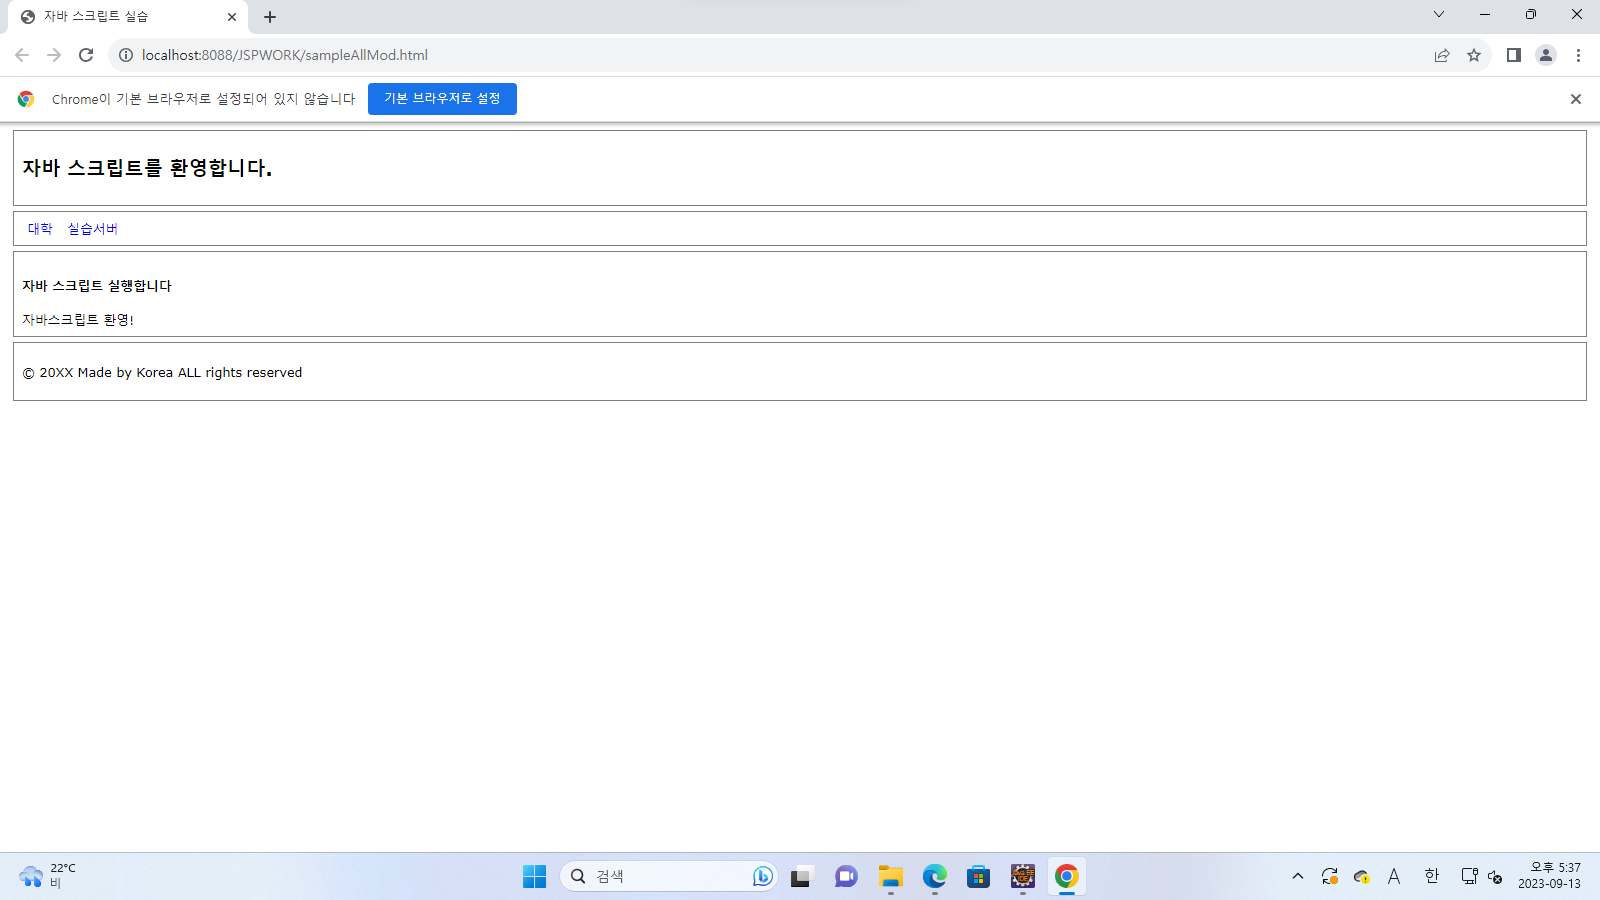 자바 스크립트 실습
localhost:8088/JSPWORK/sampleAllMod.html
Chrome이 기본 브라우저로 설정되어 있지 않습니다 기본 브라우저로 설정
자바 스크립트를 환영합니다.
대학 실습서버
자바 스크립트 실행합니다
자바스크립트 환영!
© 20XX Made by Korea ALL rights reserved
22°C
비
검색
Java EE
IDE
A 한
오후 5:37
2023-09-13